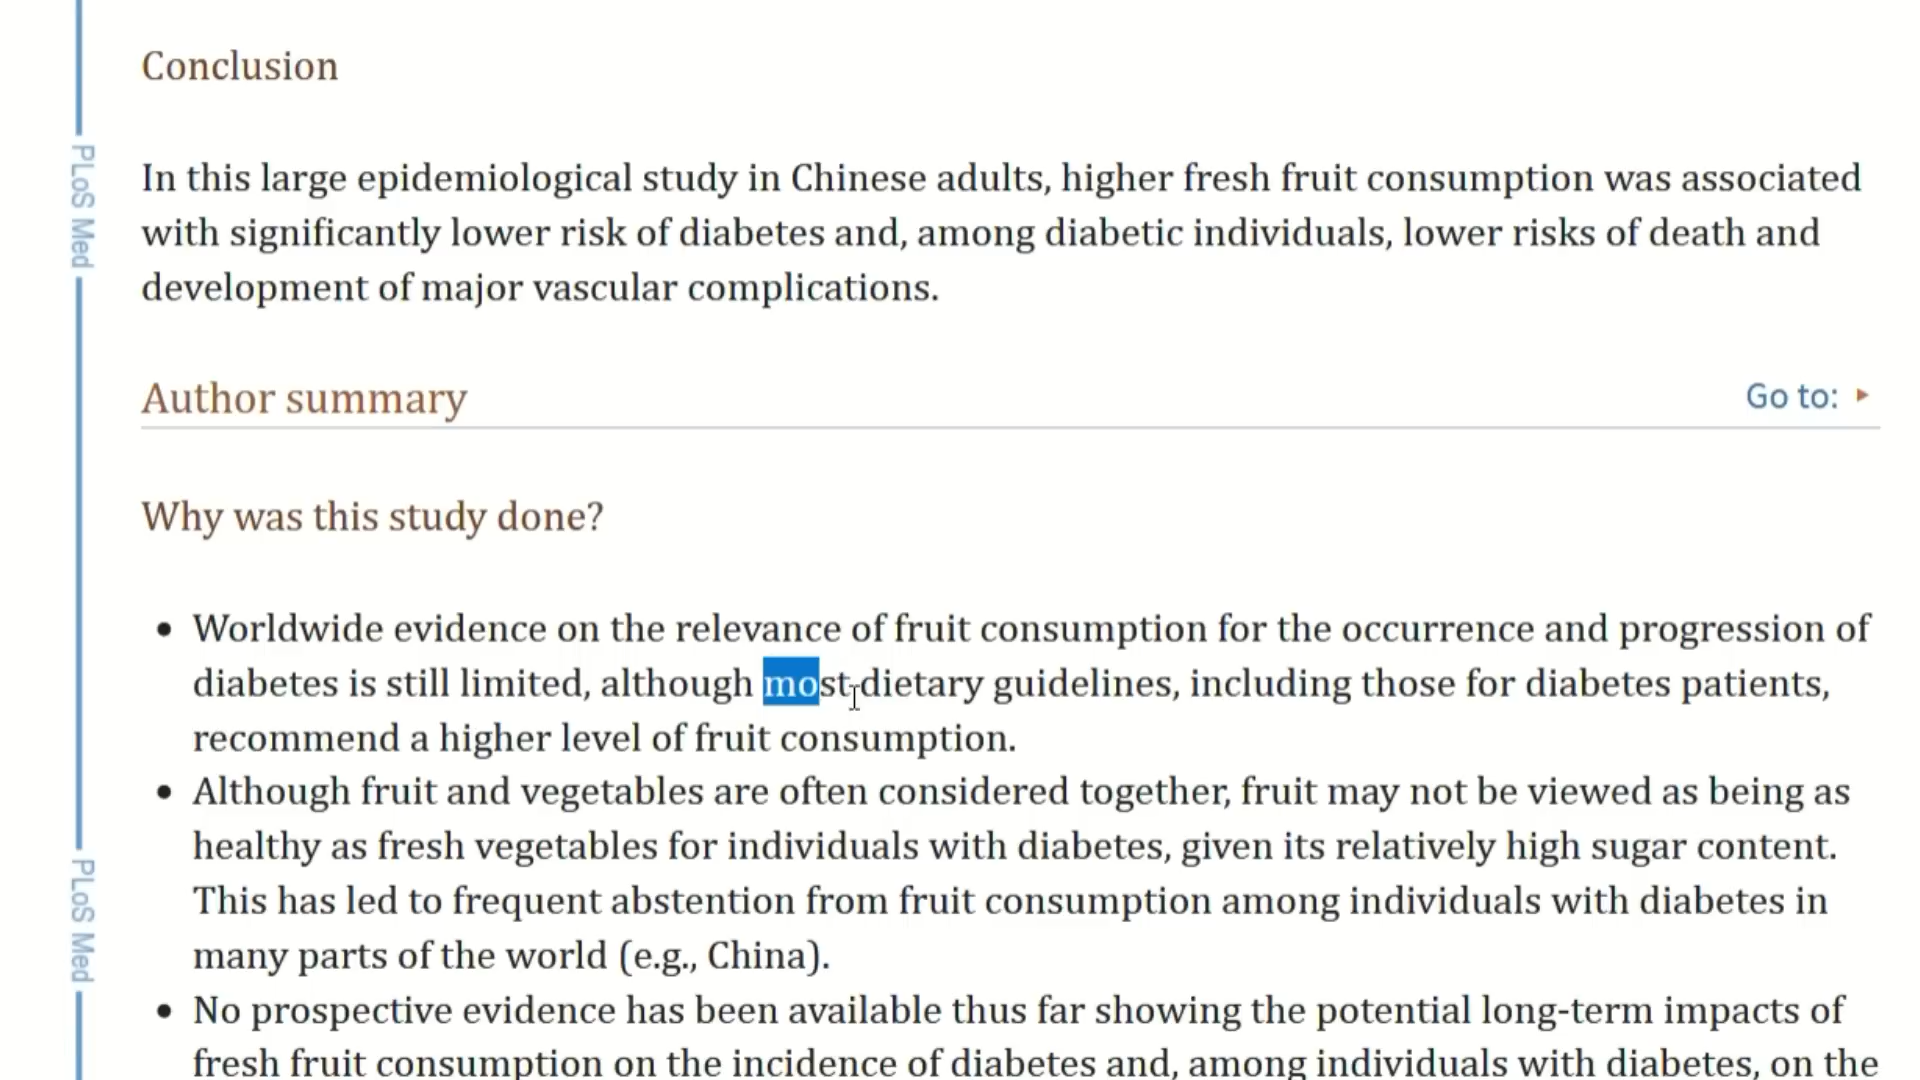 Conclusion
In this large epidemiological study in Chinese adults, higher fresh fruit consumption was associated
with significantly lower risk of diabetes and, among diabetic individuals, lower risks of death and
development of major vascular complications.
Author summary
Go to:
Why was this study done?
• Worldwide evidence on the relevance of fruit consumption for the occurrence and progression of
diabetes is still limited, although most dietary guidelines, including those for diabetes patients,
recommend a higher level of fruit consumption.
• Although fruit and vegetables are often considered together, fruit may not be viewed as being as
healthy as fresh vegetables for individuals with diabetes, given its relatively high sugar content.
This has led to frequent abstention from fruit consumption among individuals with diabetes in
many parts of the world (e.g., China).
• No prospective evidence has been available thus far showing the potential long-term impacts of
fresh fruit consumption on the incidence of diabetes and, among individuals with diabetes, on the
PLoS Med
PLoS Med